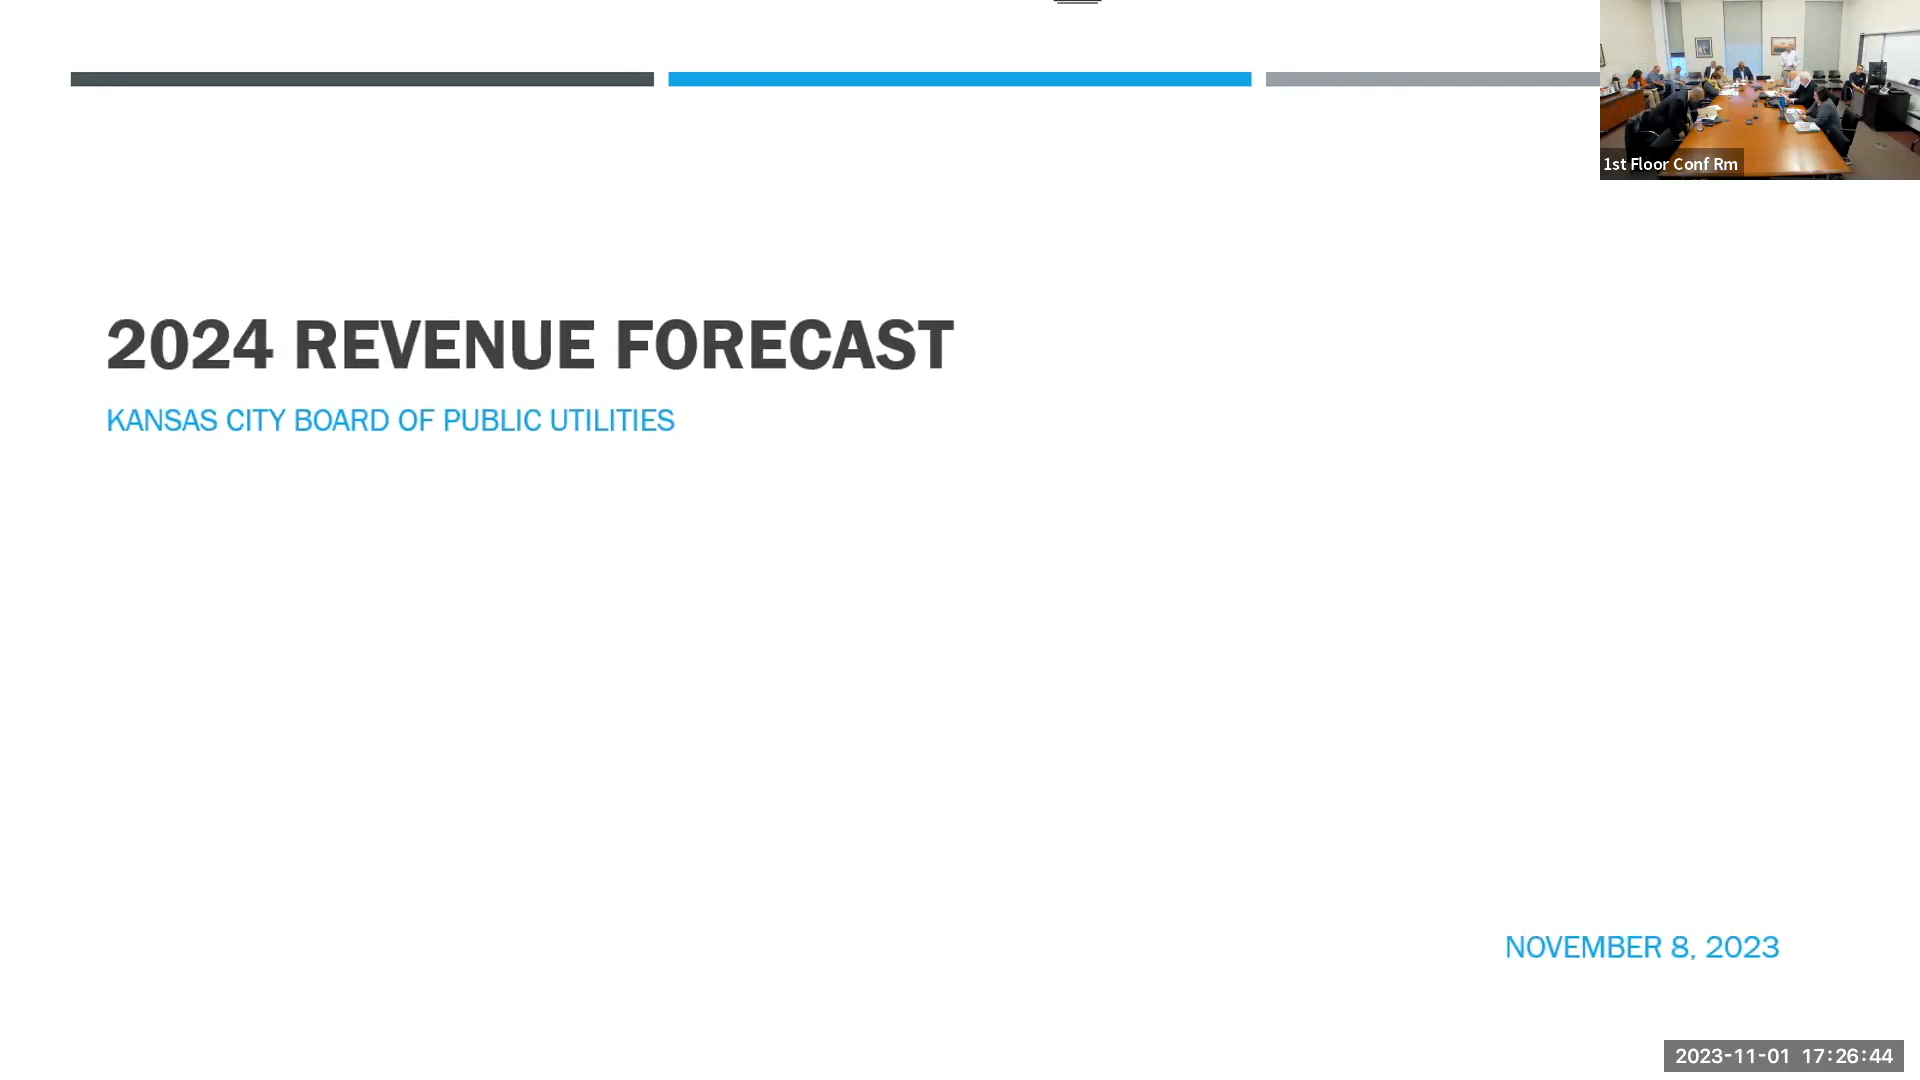 1st Floor Conf Rm
2024 REVENUE FORECAST
KANSAS CITY BOARD OF PUBLIC UTILITIES
NOVEMBER 8, 2023
2023-11-01 17:26:44